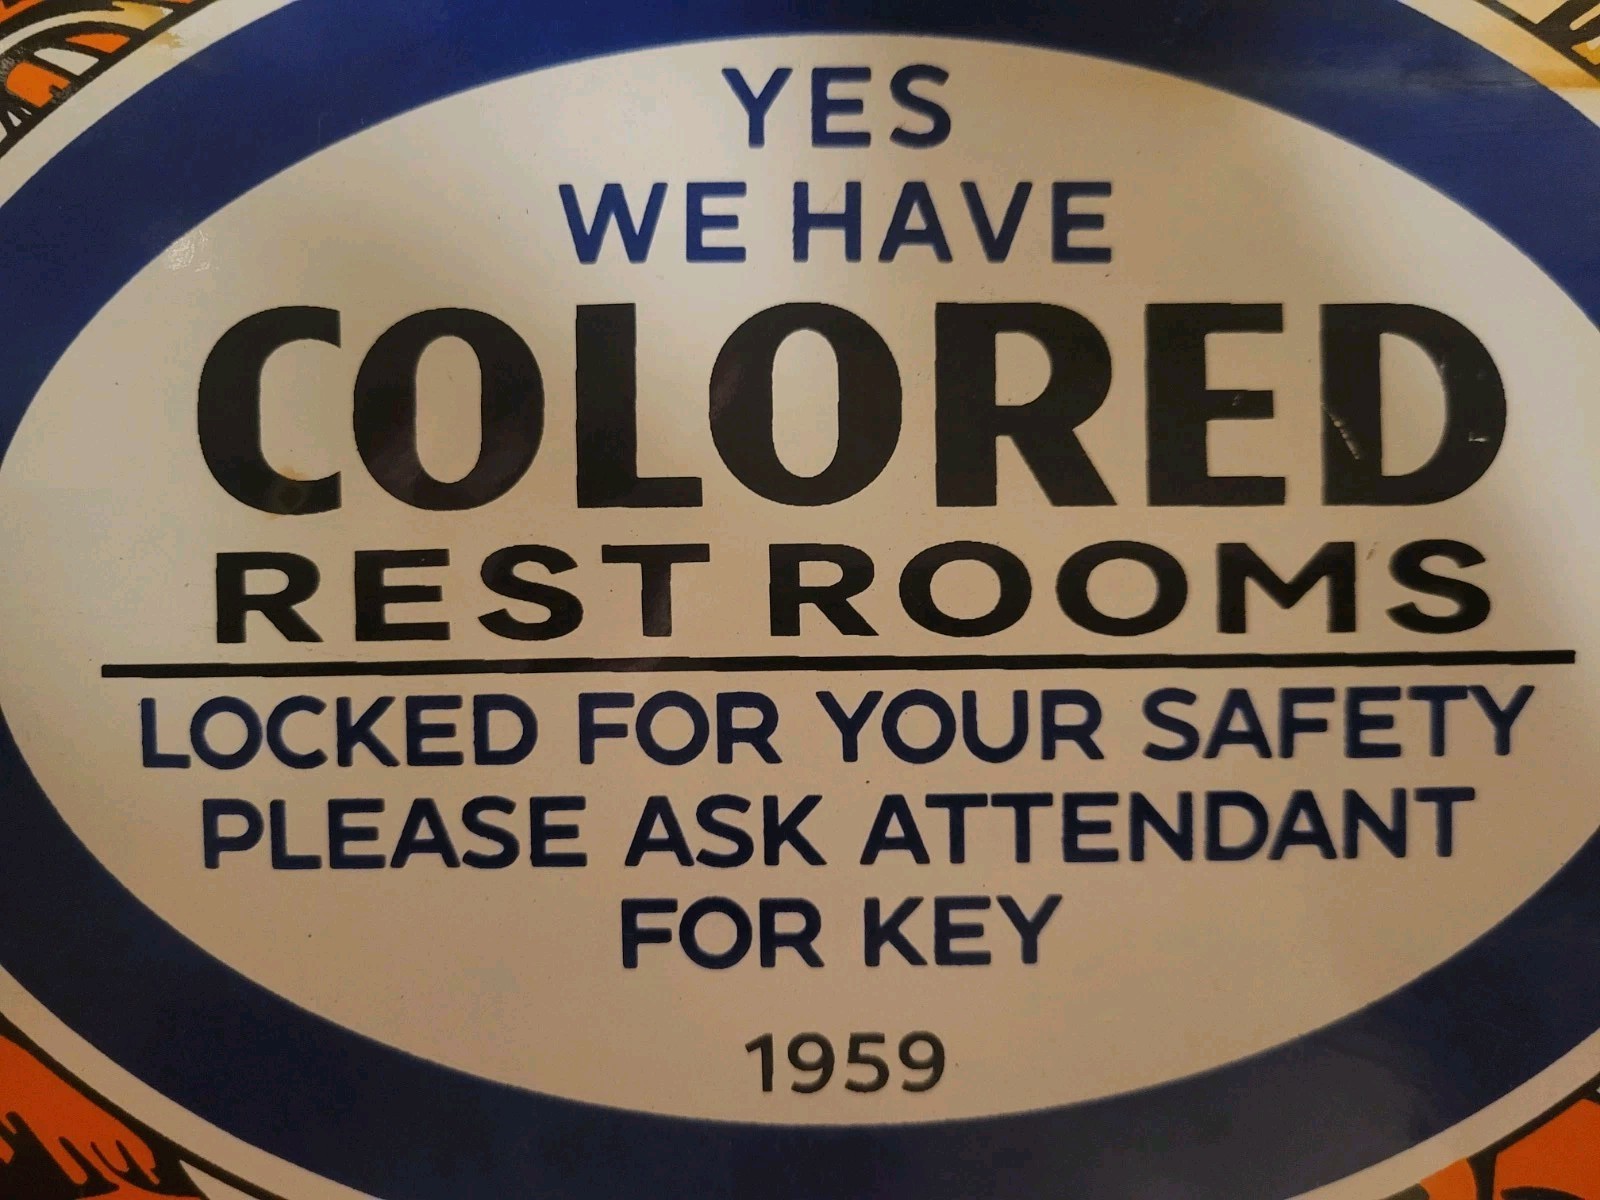 YES
WE HAVE
COLORED
REST ROOMS
LOCKED FOR YOUR SAFETY
PLEASE ASK ATTENDANT
FOR KEY
1959